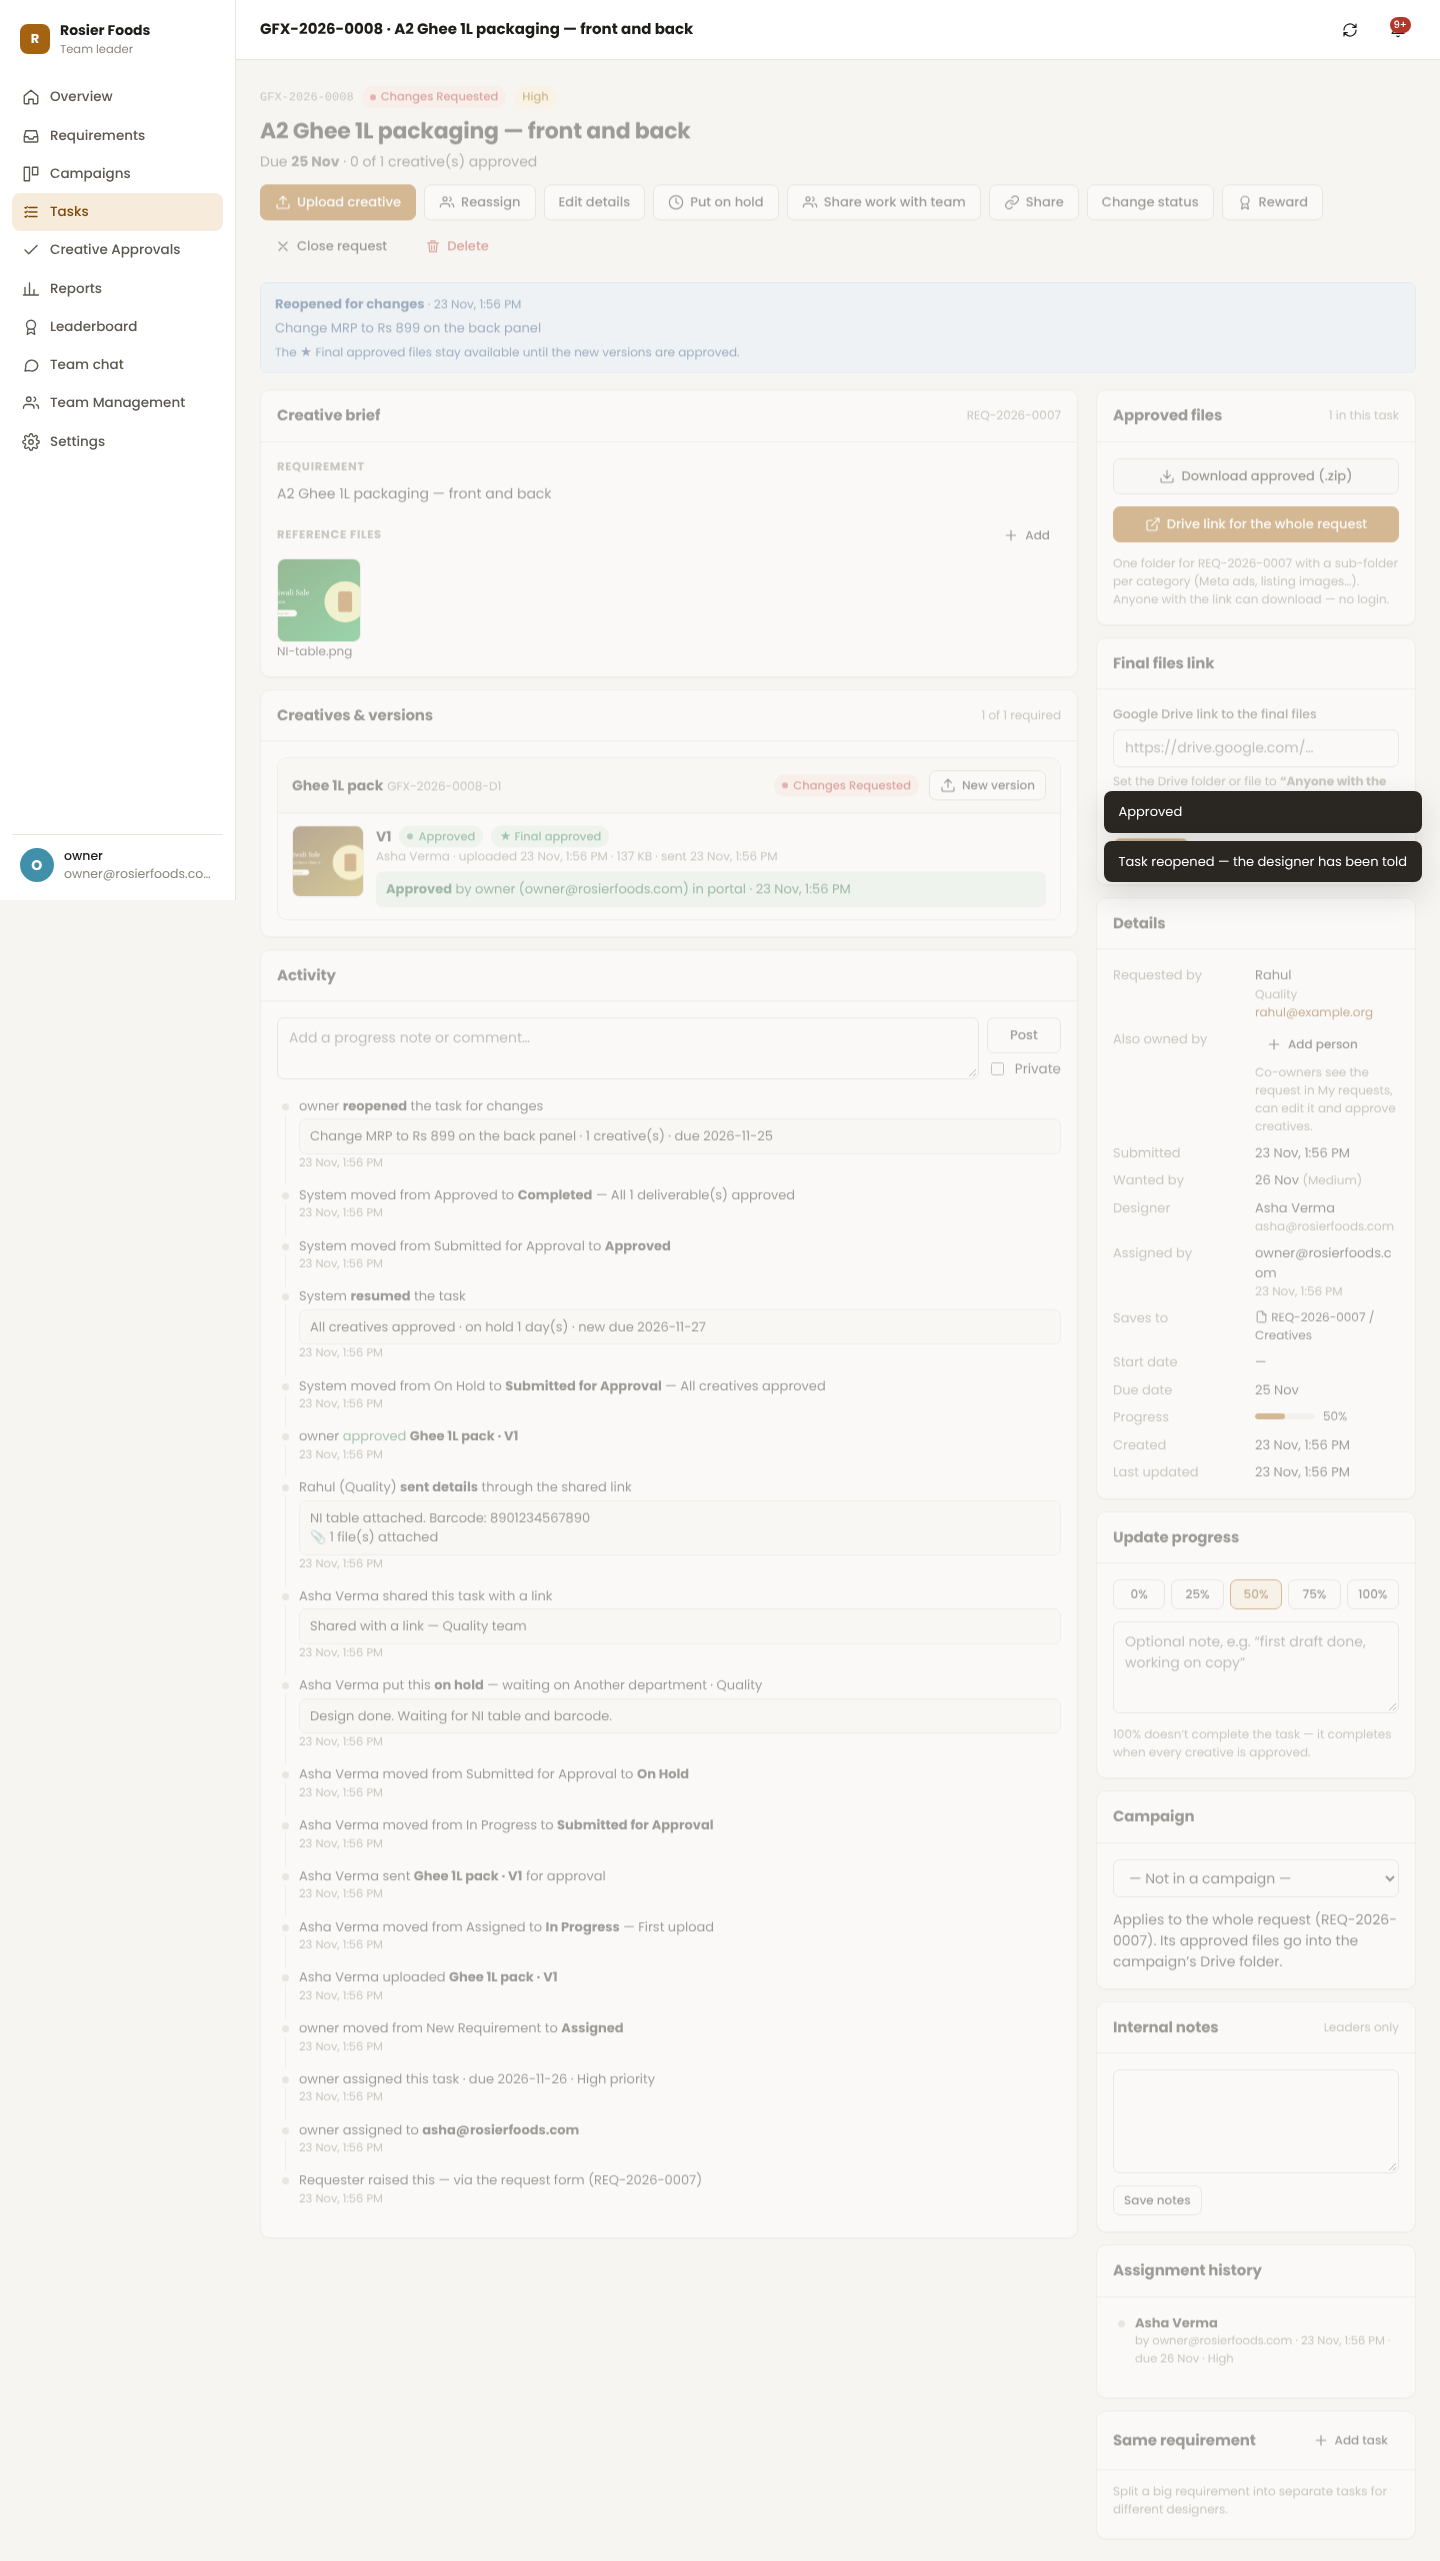 R
Rosier Foods
Team leader
Overview
Requirements
Campaigns
Tasks
Creative Approvals
Reports
Leaderboard
Team chat
Team Management
Settings
O
owner
owner@rosierfoods.co...
GFX-2026-0008 · A2 Ghee 1L packaging — front and back
9+
GFX-2026-0008 Changes Requested High
A2 Ghee 1L packaging — front and back
Due 25 Nov · 0 of 1 creative(s) approved
Upload creative Reassign Edit details Put on hold Share work with team Share Change status Reward
Close request Delete
Reopened for changes · 23 Nov, 1:56 PM
Change MRP to Rs 899 on the back panel
The ★ Final approved files stay available until the new versions are approved.
Creative brief REQ-2026-0007
REQUIREMENT
A2 Ghee 1L packaging — front and back
REFERENCE FILES Add
NI-table.png
Creatives & versions 1 of 1 required
Ghee 1L pack GFX-2026-0008-D1 Changes Requested New version
V1 Approved ★ Final approved
Asha Verma · uploaded 23 Nov, 1:56 PM · 137 KB · sent 23 Nov, 1:56 PM
Approved by owner (owner@rosierfoods.com) in portal · 23 Nov, 1:56 PM
Activity
Add a progress note or comment...
Post
Private
owner reopened the task for changes
Change MRP to Rs 899 on the back panel · 1 creative(s) · due 2026-11-25
23 Nov, 1:56 PM
System moved from Approved to Completed — All 1 deliverable(s) approved
23 Nov, 1:56 PM
System moved from Submitted for Approval to Approved
23 Nov, 1:56 PM
System resumed the task
All creatives approved · on hold 1 day(s) · new due 2026-11-27
23 Nov, 1:56 PM
System moved from On Hold to Submitted for Approval — All creatives approved
23 Nov, 1:56 PM
owner approved Ghee 1L pack · V1
23 Nov, 1:56 PM
Rahul (Quality) sent details through the shared link
NI table attached. Barcode: 8901234567890
📎 1 file(s) attached
23 Nov, 1:56 PM
Asha Verma shared this task with a link
Shared with a link — Quality team
23 Nov, 1:56 PM
Asha Verma put this on hold — waiting on Another department · Quality
Design done. Waiting for NI table and barcode.
23 Nov, 1:56 PM
Asha Verma moved from Submitted for Approval to On Hold
23 Nov, 1:56 PM
Asha Verma moved from In Progress to Submitted for Approval
23 Nov, 1:56 PM
Asha Verma sent Ghee 1L pack · V1 for approval
23 Nov, 1:56 PM
Asha Verma moved from Assigned to In Progress — First upload
23 Nov, 1:56 PM
Asha Verma uploaded Ghee 1L pack · V1
23 Nov, 1:56 PM
owner moved from New Requirement to Assigned
23 Nov, 1:56 PM
owner assigned this task · due 2026-11-26 · High priority
23 Nov, 1:56 PM
owner assigned to asha@rosierfoods.com
23 Nov, 1:56 PM
Requester raised this — via the request form (REQ-2026-0007)
23 Nov, 1:56 PM
Approved files 1 in this task
Download approved (.zip)
Drive link for the whole request
One folder for REQ-2026-0007 with a sub-folder
per category (Meta ads, listing images…).
Anyone with the link can download — no login.
Final files link
Google Drive link to the final files
https://drive.google.com/…
Set the Drive folder or file to “Anyone with the
Approved
Task reopened — the designer has been told
Details
Requested by Rahul
Quality
rahul@example.org
Also owned by Add person
Co-owners see the
request in My requests,
can edit it and approve
creatives.
Submitted 23 Nov, 1:56 PM
Wanted by 26 Nov (Medium)
Designer Asha Verma
asha@rosierfoods.com
Assigned by owner@rosierfoods.c
om
23 Nov, 1:56 PM
Saves to REQ-2026-0007 /
Creatives
Start date —
Due date 25 Nov
Progress 50%
Created 23 Nov, 1:56 PM
Last updated 23 Nov, 1:56 PM
Update progress
0% 25% 50% 75% 100%
Optional note, e.g. “first draft done,
working on copy”
100% doesn’t complete the task — it completes
when every creative is approved.
Campaign
— Not in a campaign —
Applies to the whole request (REQ-2026-
0007). Its approved files go into the
campaign’s Drive folder.
Internal notes Leaders only
Save notes
Assignment history
Asha Verma
by owner@rosierfoods.com · 23 Nov, 1:56 PM ·
due 26 Nov · High
Same requirement Add task
Split a big requirement into separate tasks for
different designers.